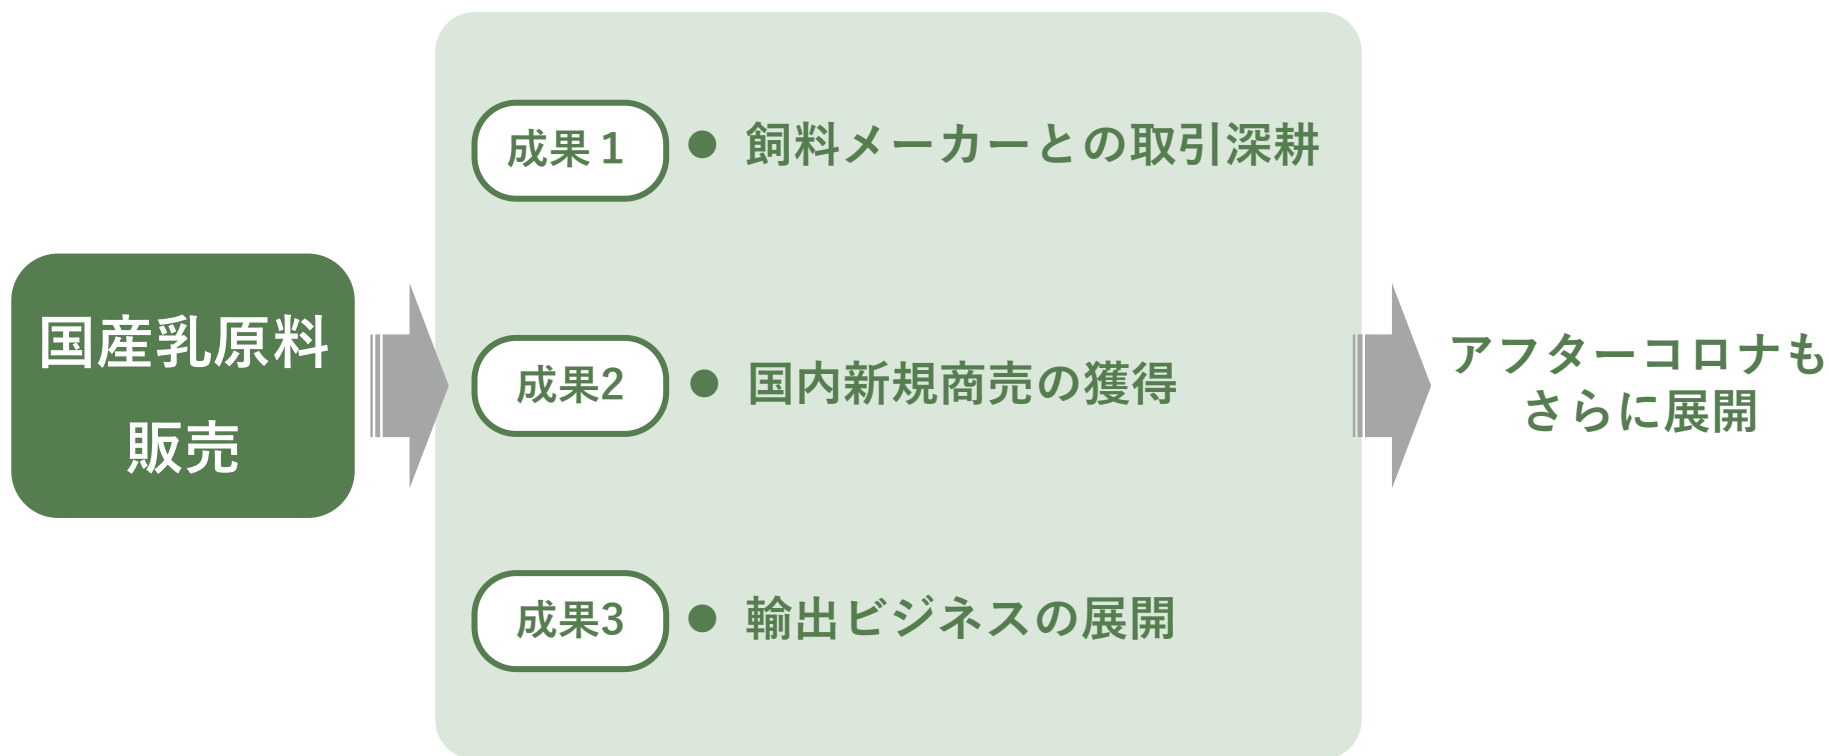 国産乳原料
販売
成果１
● 飼料メーカーとの取引深耕
成果2
● 国内新規商売の獲得
成果3
● 輸出ビジネスの展開
アフターコロナも
さらに展開